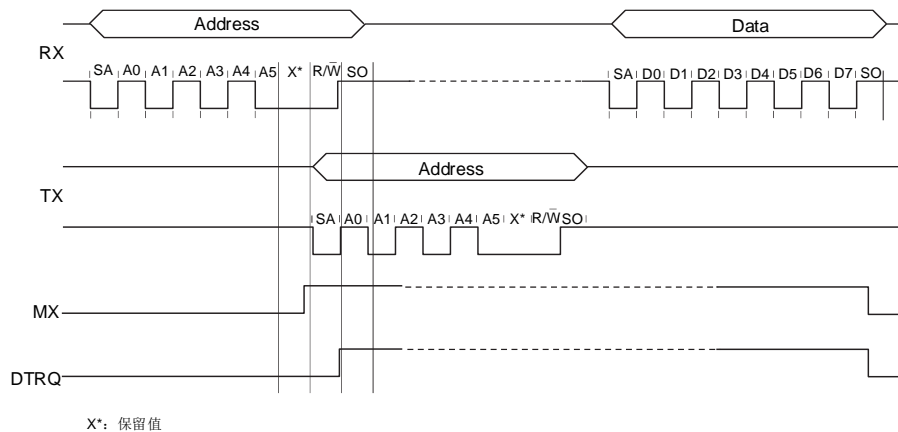 Address Data
RX
SA A0 A1 A2 A3 A4 A5 X* R/W̅ SO SA D0 D1 D2 D3 D4 D5 D6 D7 SO
Address
TX
SA A0 A1 A2 A3 A4 A5 X* R/W̅ SO
MX
DTRQ
X*：保留值